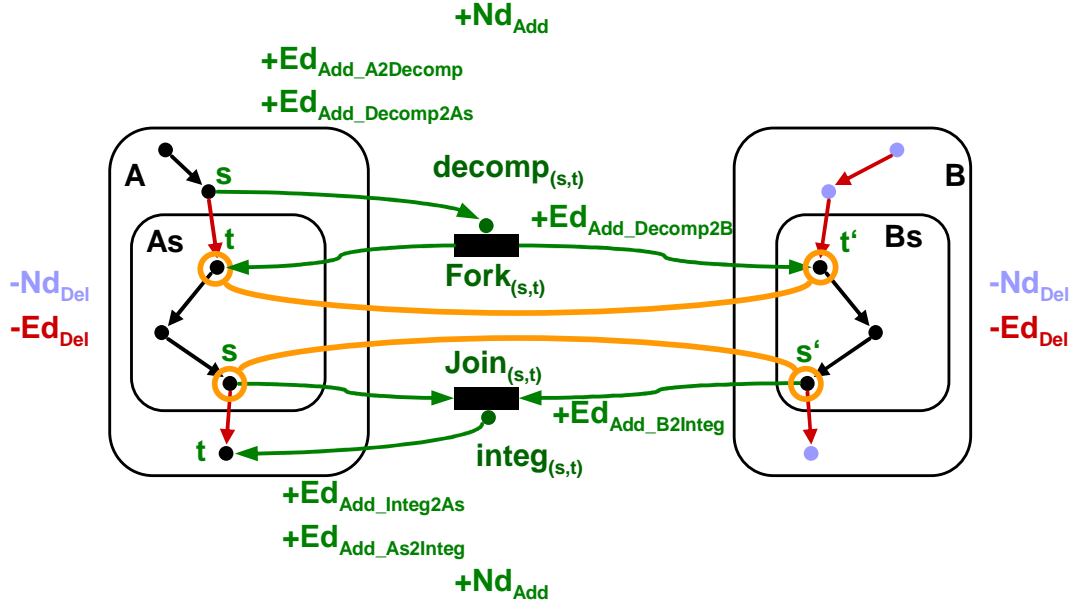 +Nd_Add
+Ed_Add_A2Decomp
+Ed_Add_Decomp2As
A
s
decomp_(s,t)
B
+Ed_Add_Decomp2B
As
t
t‘
Bs
Fork_(s,t)
-Nd_Del
-Nd_Del
-Ed_Del
-Ed_Del
s
Join_(s,t)
s‘
+Ed_Add_B2Integ
t
integ_(s,t)
+Ed_Add_Integ2As
+Ed_Add_As2Integ
+Nd_Add